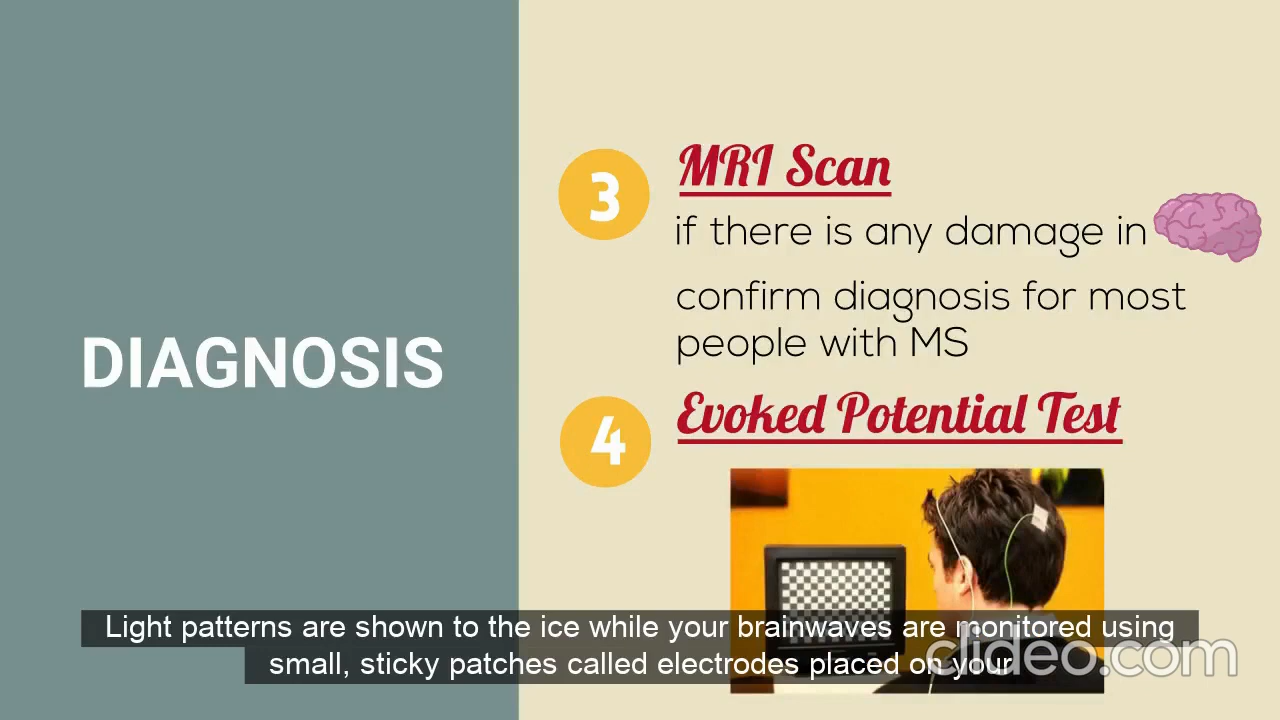 DIAGNOSIS
3
MRI Scan
if there is any damage in
confirm diagnosis for most
people with MS
4
Evoked Potential Test
Light patterns are shown to the ice while your brainwaves are monitored using
small, sticky patches called electrodes placed on your
clideo.com